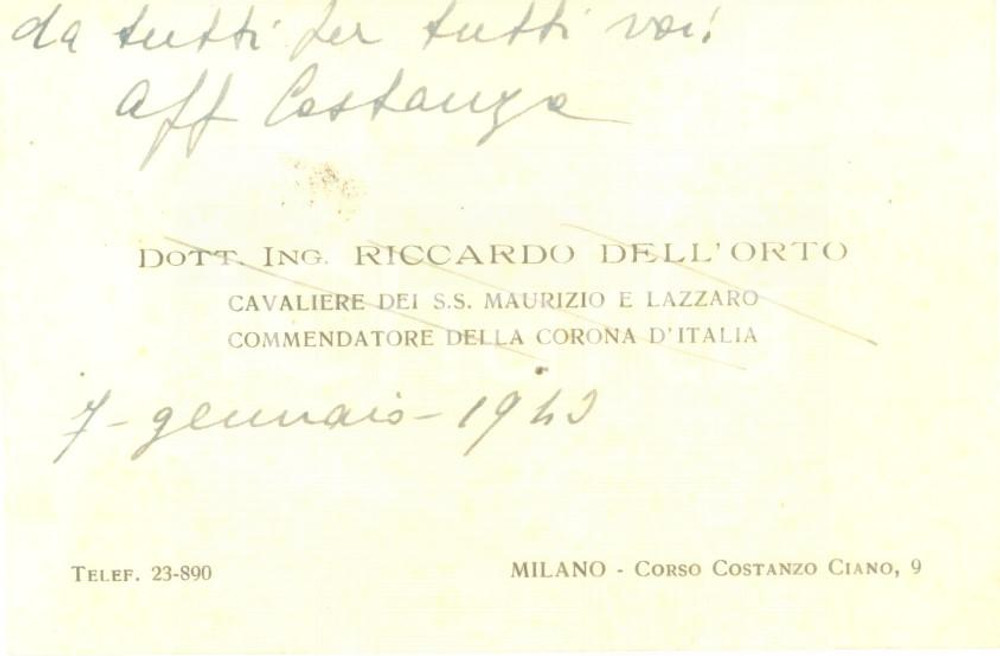 da tutti per tutti voi!
Aff Costanza
DOTT. ING. RICCARDO DELL'ORTO
CAVALIERE DEI S.S. MAURIZIO E LAZZARO
COMMENDATORE DELLA CORONA D'ITALIA
7-gennaio-1943
TELEF. 23-890
MILANO - CORSO COSTANZO CIANO, 9